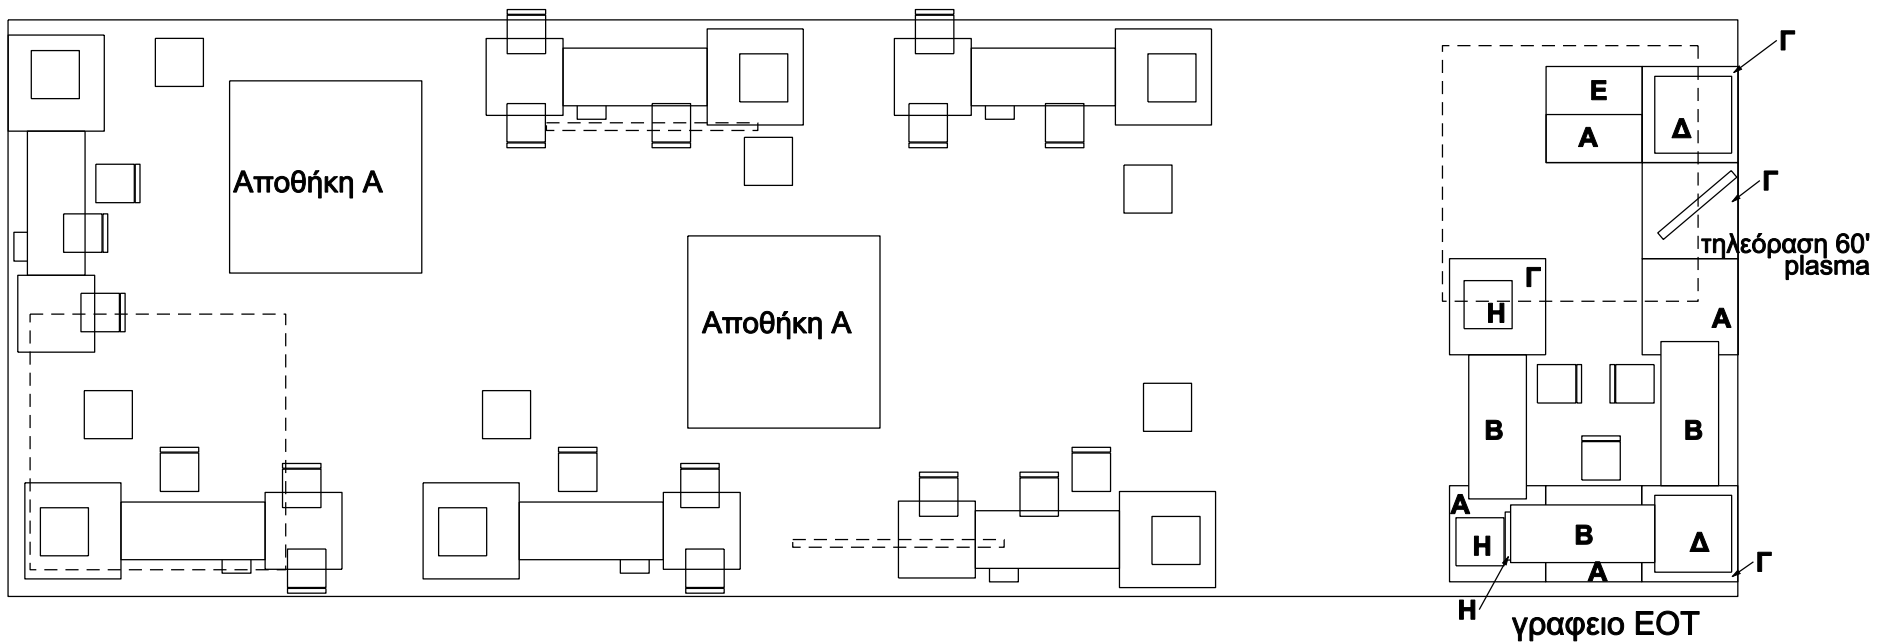 Γ
Ε
Α
Δ
Αποθήκη Α
Γ
τηλεόραση 60'
plasma
Γ
Η
Α
Αποθήκη Α
Β
Β
Α
Η
Β
Δ
Α
Γ
Η
γραφειο ΕΟΤ